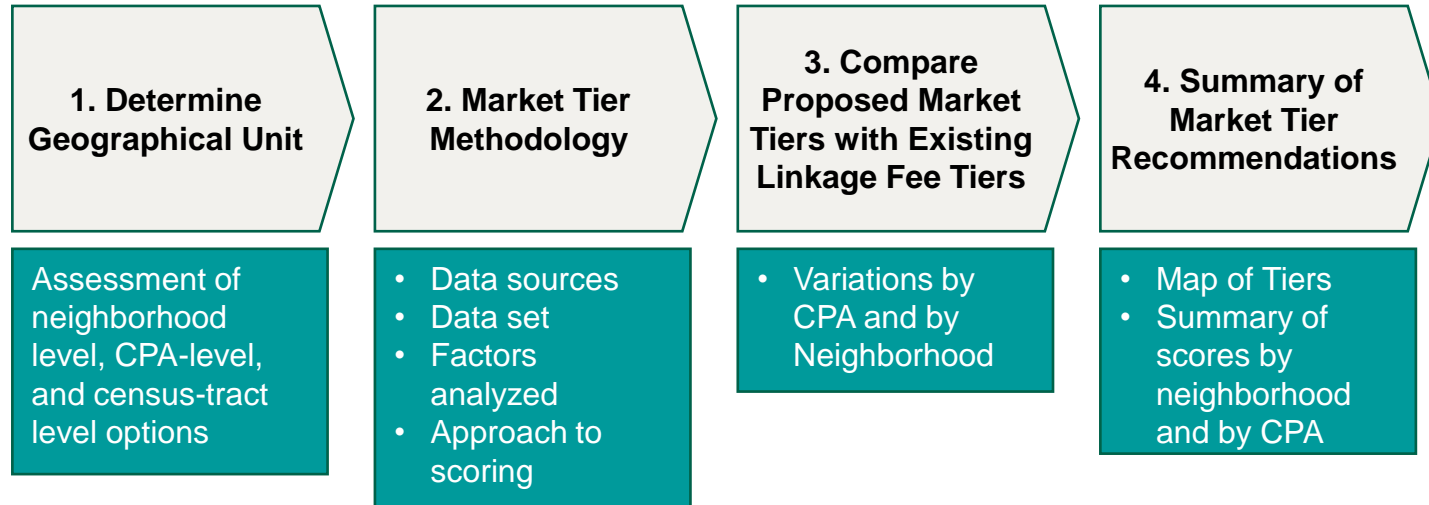 1. Determine
Geographical Unit
Assessment of
neighborhood
level, CPA-level,
and census-tract
level options
2. Market Tier
Methodology
• Data sources
• Data set
• Factors
analyzed
• Approach to
scoring
3. Compare
Proposed Market
Tiers with Existing
Linkage Fee Tiers
• Variations by
CPA and by
Neighborhood
4. Summary of
Market Tier
Recommendations
• Map of Tiers
• Summary of
scores by
neighborhood
and by CPA